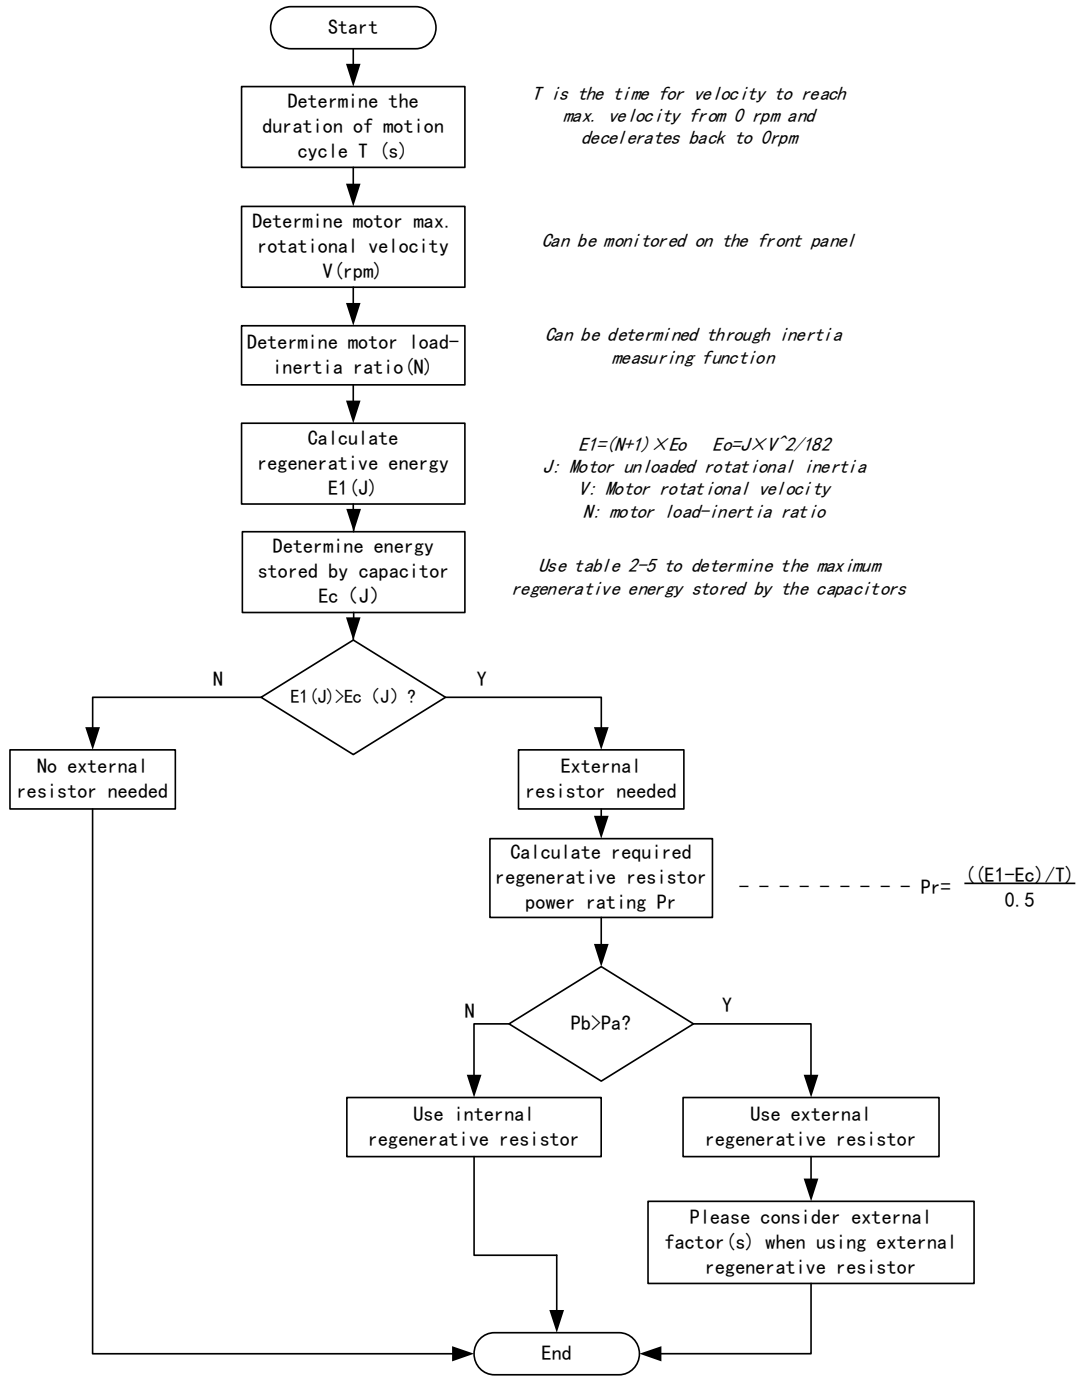 Start
Determine the
duration of motion
cycle T (s)
T is the time for velocity to reach
max. velocity from 0 rpm and
decelerates back to 0rpm
Determine motor max.
rotational velocity
V(rpm)
Can be monitored on the front panel
Determine motor load-
inertia ratio(N)
Can be determined through inertia
measuring function
Calculate
regenerative energy
E1(J)
E1=(N+1)×Eo Eo=J×V^2/182
J: Motor unloaded rotational inertia
V: Motor rotational velocity
N: motor load-inertia ratio
Determine energy
stored by capacitor
Ec (J)
Use table 2-5 to determine the maximum
regenerative energy stored by the capacitors
N
E1(J)>Ec (J) ?
Y
No external
resistor needed
External
resistor needed
Calculate required
regenerative resistor
power rating Pr
Pr= ((E1-Ec)/T)
0.5
N
Pb>Pa?
Y
Use internal
regenerative resistor
Use external
regenerative resistor
Please consider external
factor(s) when using external
regenerative resistor
End